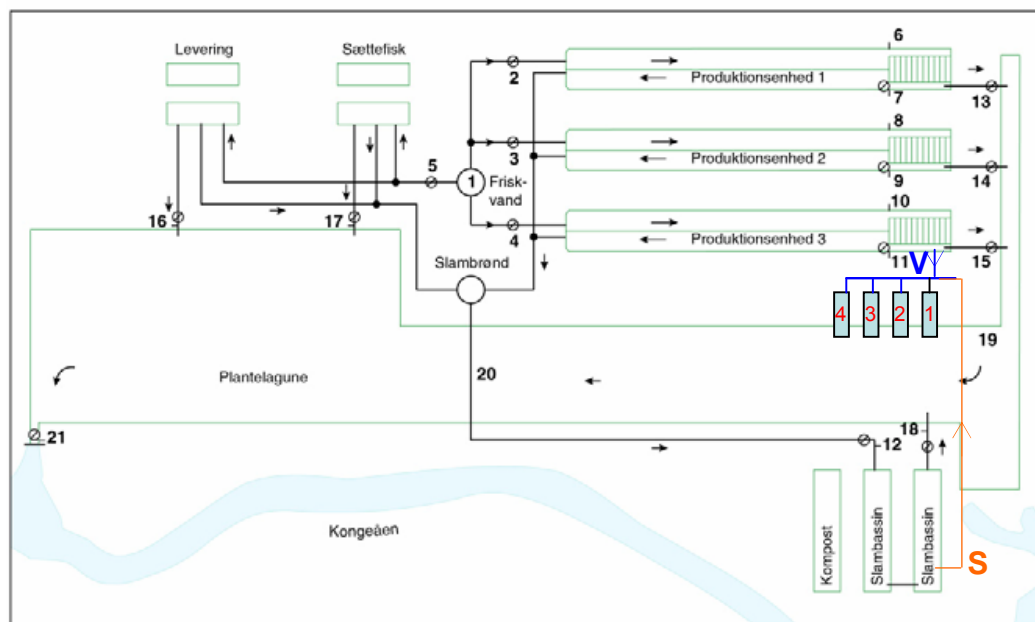 Levering
Sættefisk
6
2
Produktionsenhed 1
7
13
8
3
Produktionsenhed 2
5
1
Frisk-
vand
9
14
10
16
17
4
Produktionsenhed 3
11
15
V
Slambrønd
4
3
2
1
19
20
Plantelagune
21
18
12
Kongeåen
Kompost
Slambassin
Slambassin
S